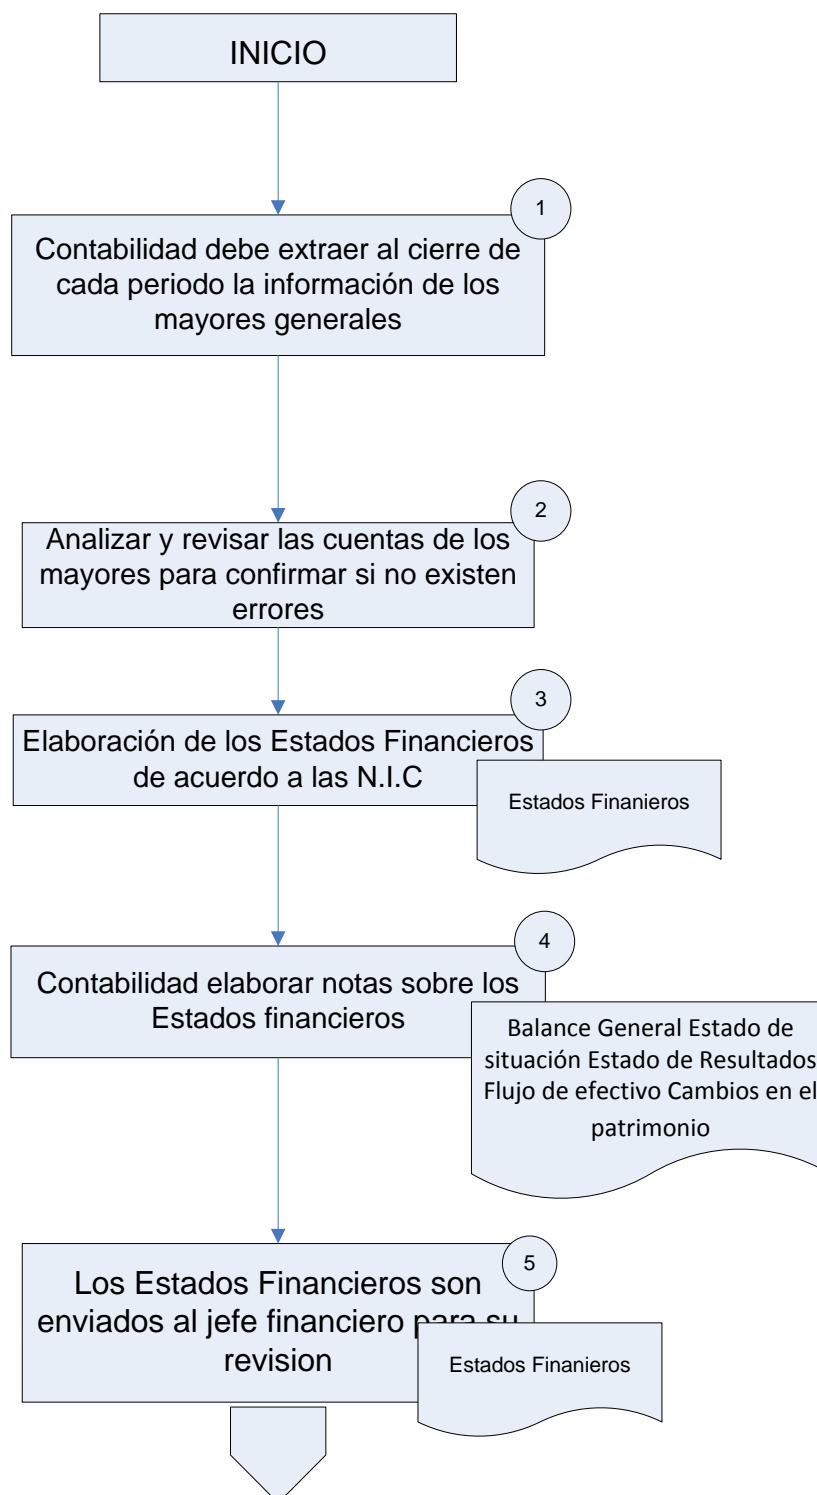 INICIO
1
Contabilidad debe extraer al cierre de
cada periodo la información de los
mayores generales
2
Analizar y revisar las cuentas de los
mayores para confirmar si no existen
errores
3
Elaboración de los Estados Financieros
de acuerdo a las N.I.C
Estados Finanieros
4
Contabilidad elaborar notas sobre los
Estados financieros
Balance General Estado de
situación Estado de Resultados
Flujo de efectivo Cambios en el
patrimonio
5
Los Estados Financieros son
enviados al jefe financiero para su
revision
Estados Finanieros